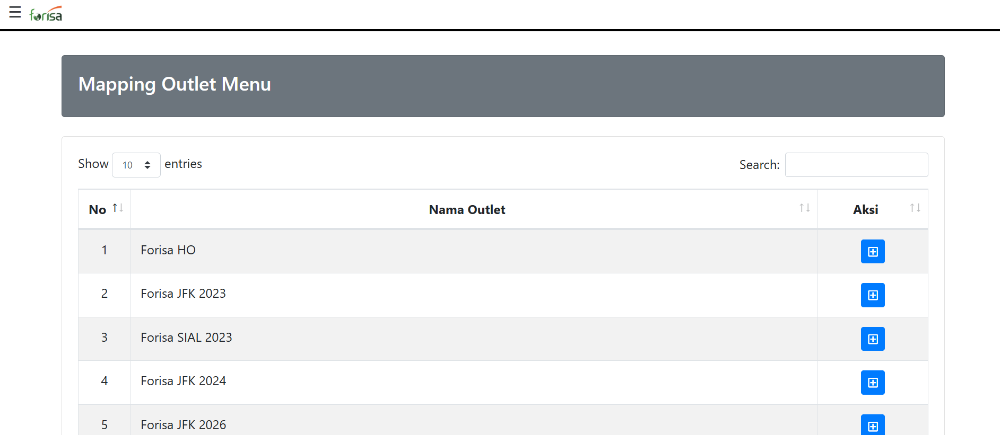 forisa
Mapping Outlet Menu
Show 10 entries
Search:
No Nama Outlet Aksi
1 Forisa HO
2 Forisa JFK 2023
3 Forisa SIAL 2023
4 Forisa JFK 2024
5 Forisa JFK 2026